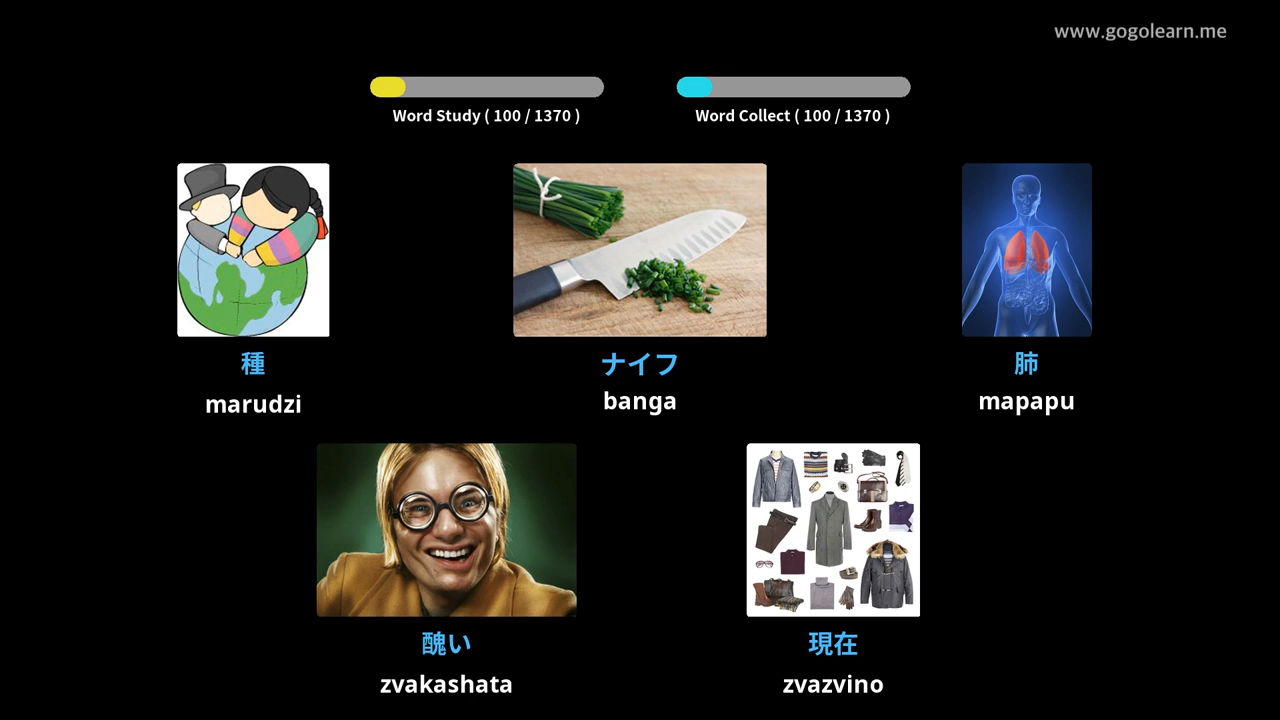 www.gogolearn.me
Word Study ( 100 / 1370 )
Word Collect ( 100 / 1370 )
種
marudzi
ナイフ
banga
肺
mapapu
醜い
zvakashata
現在
zvazvino